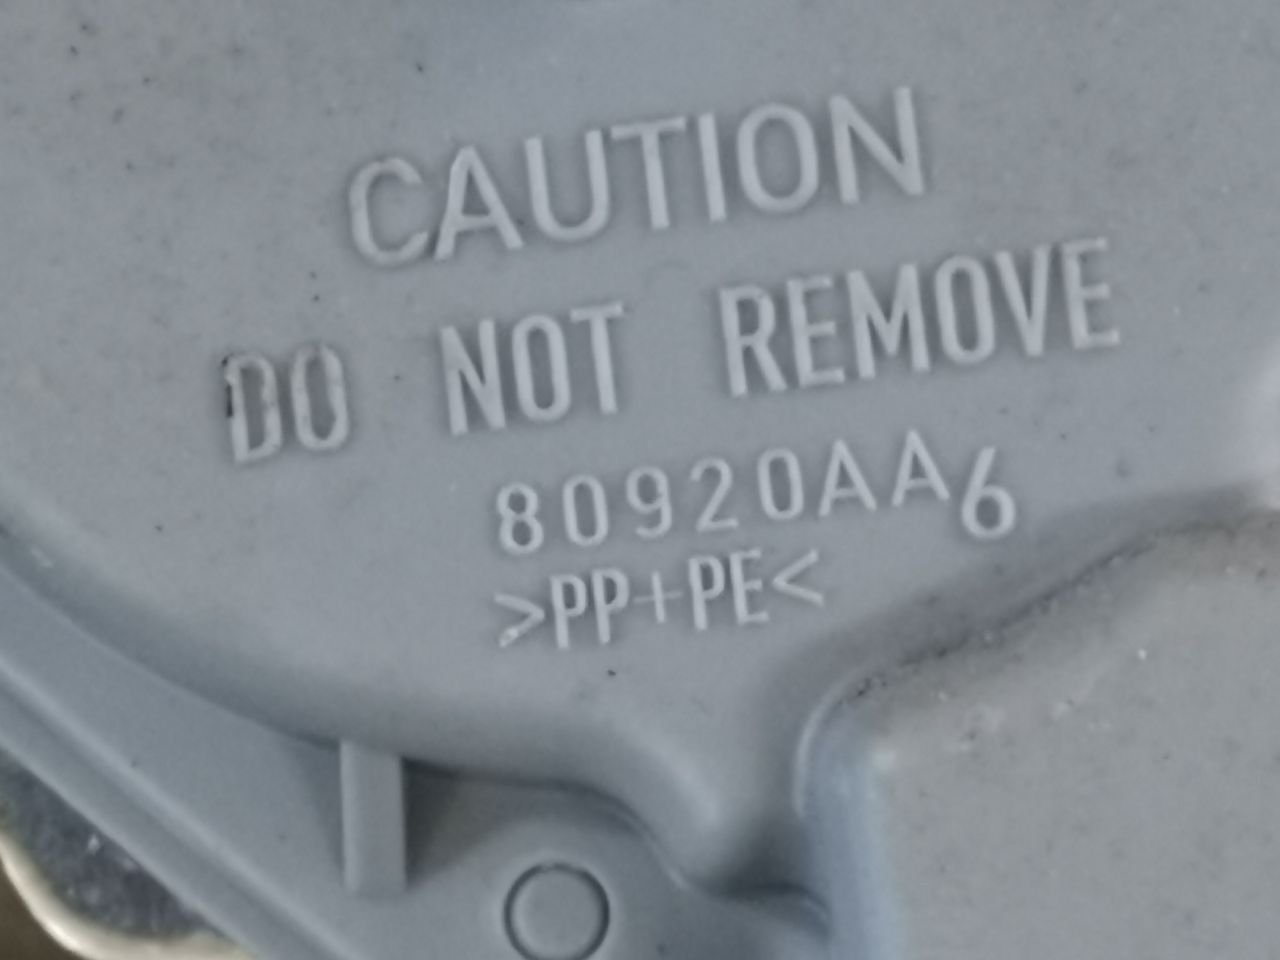 CAUTION
DO NOT REMOVE
80920AA6
>PP+PE<